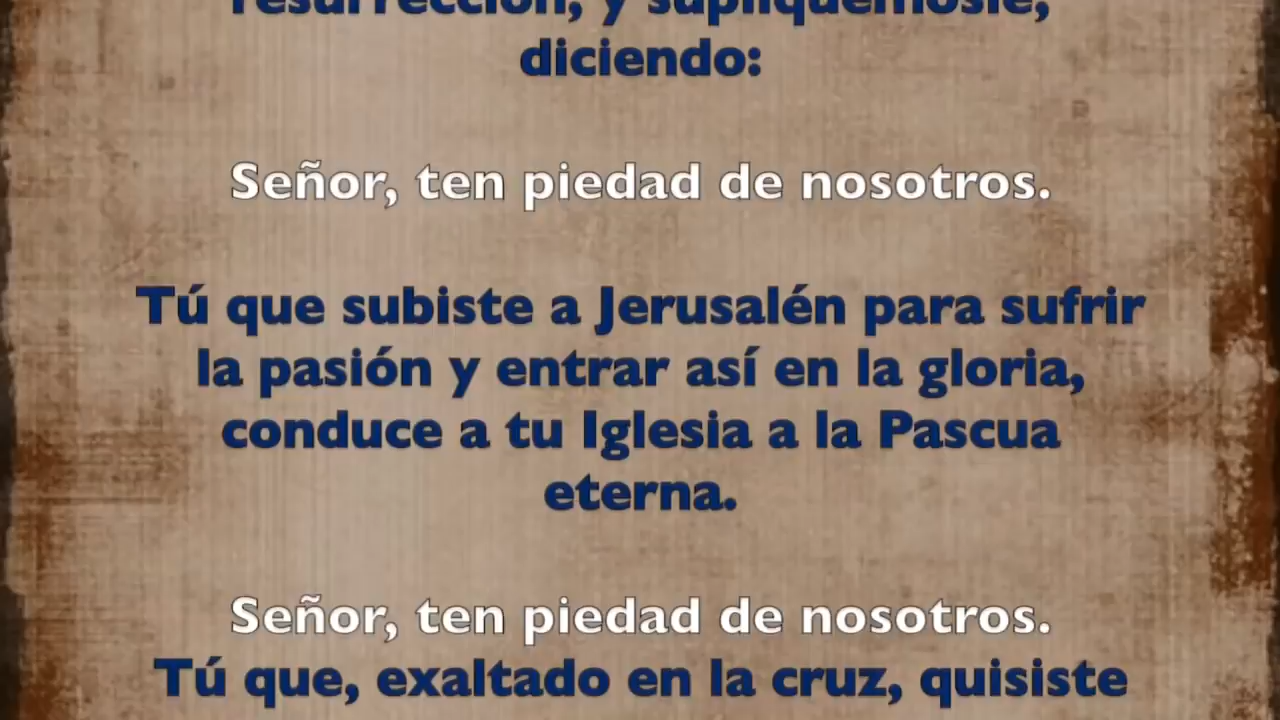 resurrección, y supliquémosle,
diciendo:
Señor, ten piedad de nosotros.
Tú que subiste a Jerusalén para sufrir
la pasión y entrar así en la gloria,
conduce a tu Iglesia a la Pascua
eterna.
Señor, ten piedad de nosotros.
Tú que, exaltado en la cruz, quisiste